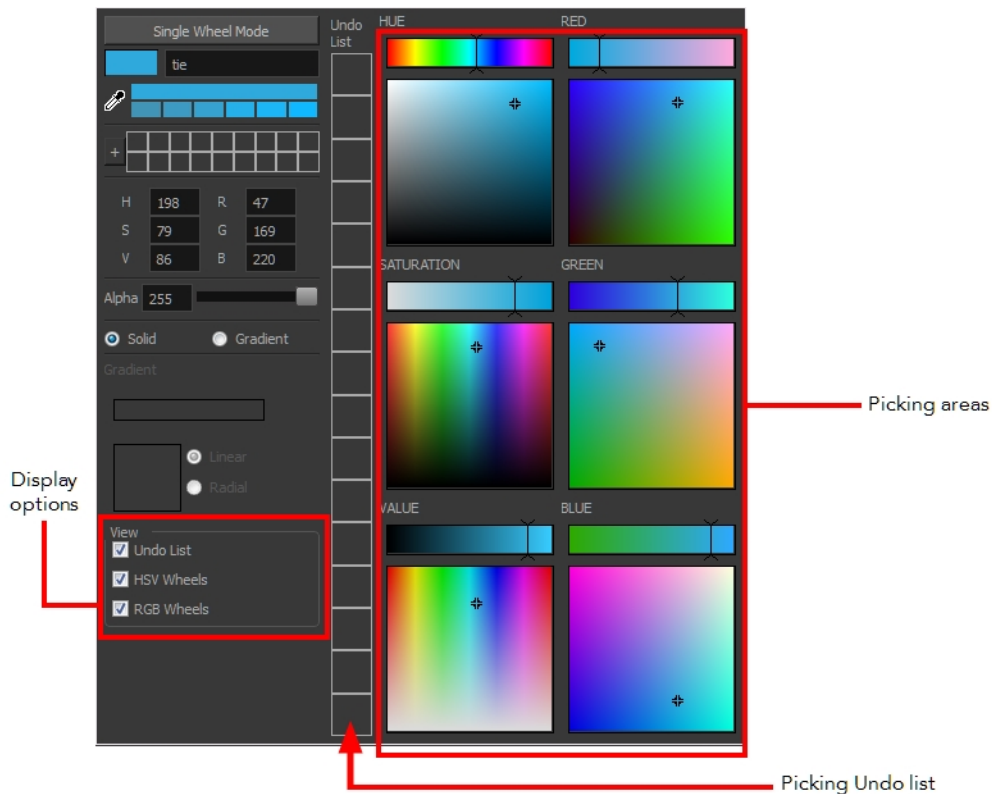 Single Wheel Mode
tie
+
H 198 R 47
S 79 G 169
V 86 B 220
Alpha 255
Solid Gradient
Gradient
Linear
Radial
View
Undo List
HSV Wheels
RGB Wheels
Undo
List
HUE RED
SATURATION GREEN
VALUE BLUE
Display
options
Picking areas
Picking Undo list